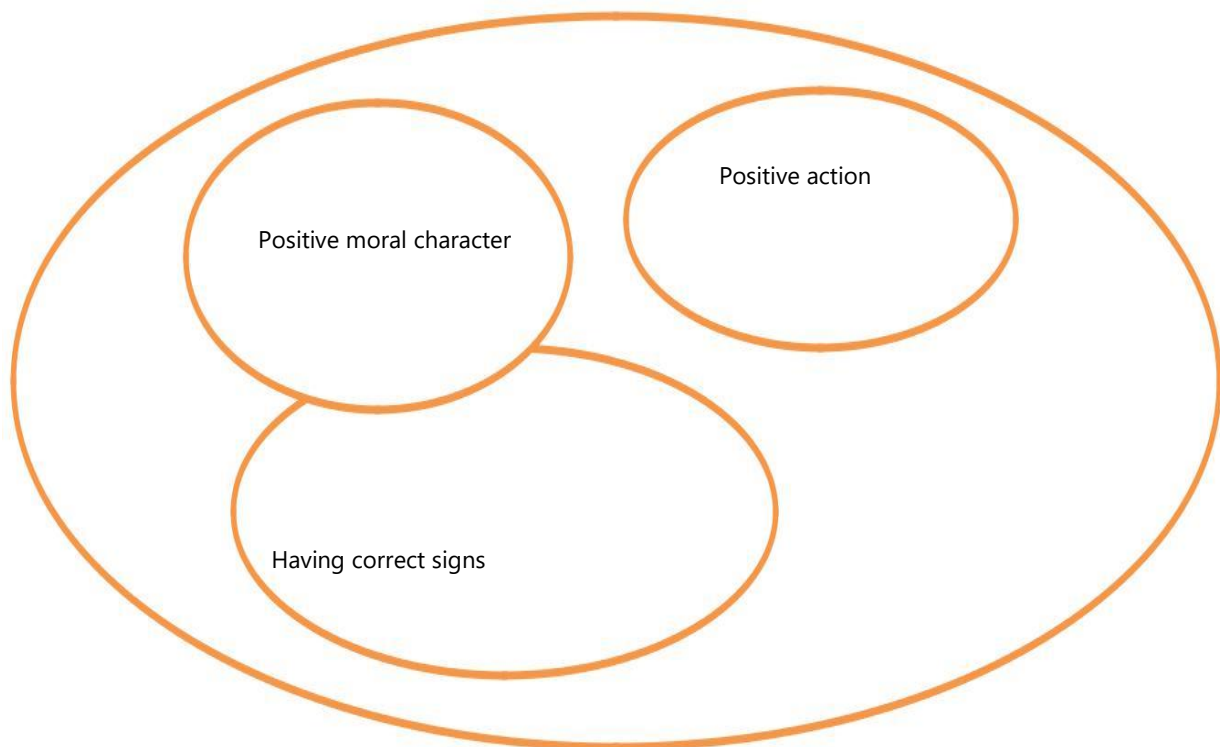 Positive action
Positive moral character
Having correct signs